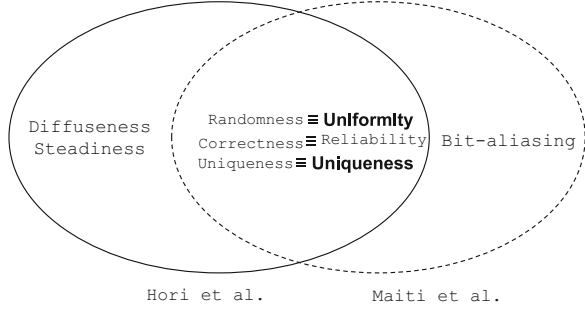 Diffuseness
Steadiness
Randomness ≡ Uniformity
Correctness ≡ Reliability
Uniqueness ≡ Uniqueness
Bit-aliasing
Hori et al.
Maiti et al.